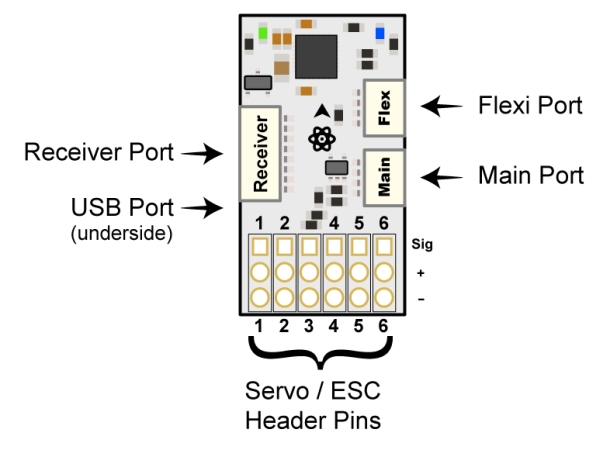 Flex
Flexi Port
Receiver
Receiver Port
Main
Main Port
USB Port
(underside)
1 2 4 5 6
Sig
+
–
1 2 3 4 5 6
Servo / ESC
Header Pins